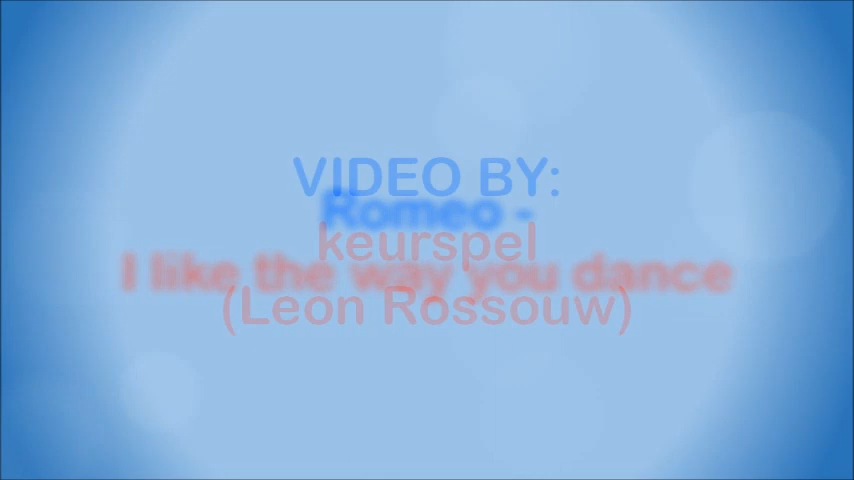 VIDEO BY:
Romeo -
keurspel
I like the way you dance
(Leon Rossouw)